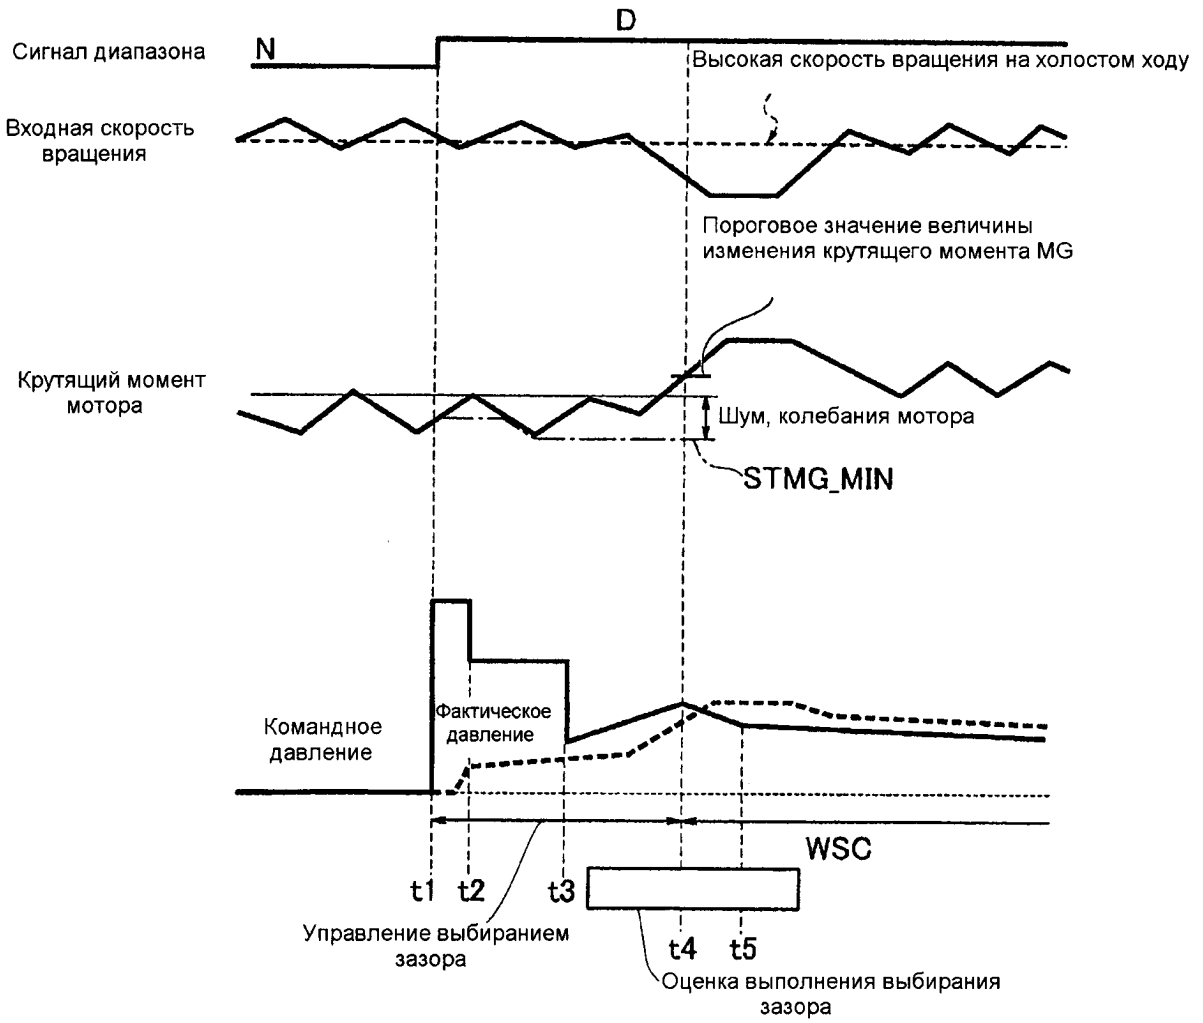 D
Сигнал диапазона
N
Высокая скорость вращения на холостом ходу
Входная скорость
вращения
Пороговое значение величины
изменения крутящего момента MG
Крутящий момент
мотора
Шум, колебания мотора
STMG_MIN
Командное
давление
Фактическое
давление
WSC
t1
t2
t3
Управление выбиранием
зазора
t4
t5
Оценка выполнения выбирания
зазора